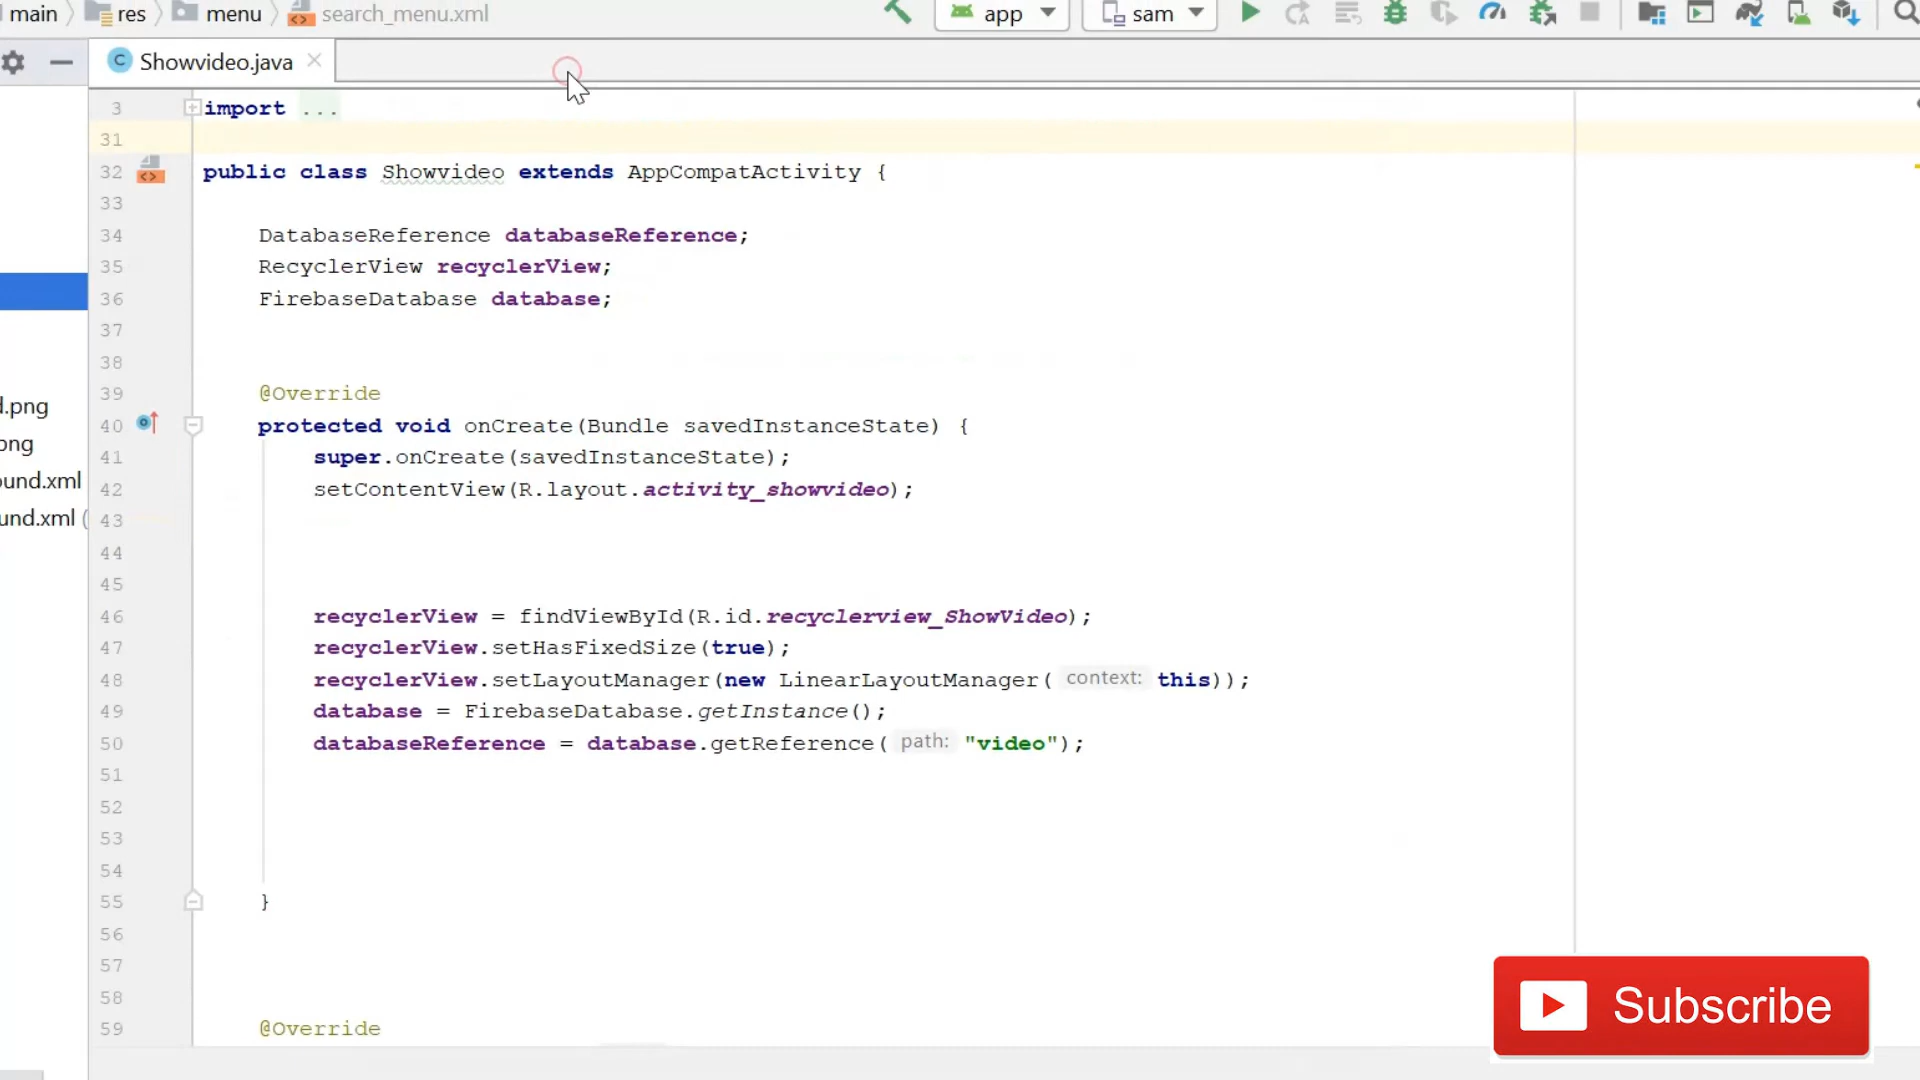 main res menu search_menu.xml app sam
Showvideo.java
3 import ...
31
32 public class Showvideo extends AppCompatActivity {
33
34 DatabaseReference databaseReference;
35 RecyclerView recyclerView;
36 FirebaseDatabase database;
37
38
39 @Override
40 protected void onCreate(Bundle savedInstanceState) {
41 super.onCreate(savedInstanceState);
42 setContentView(R.layout.activity_showvideo);
43
44
45
46 recyclerView = findViewById(R.id.recyclerview_ShowVideo);
47 recyclerView.setHasFixedSize(true);
48 recyclerView.setLayoutManager(new LinearLayoutManager( context: this));
49 database = FirebaseDatabase.getInstance();
50 databaseReference = database.getReference( path: "video");
51
52
53
54
55 }
56
57
58
59 @Override
d.png
png
ound.xml
und.xml (
Subscribe